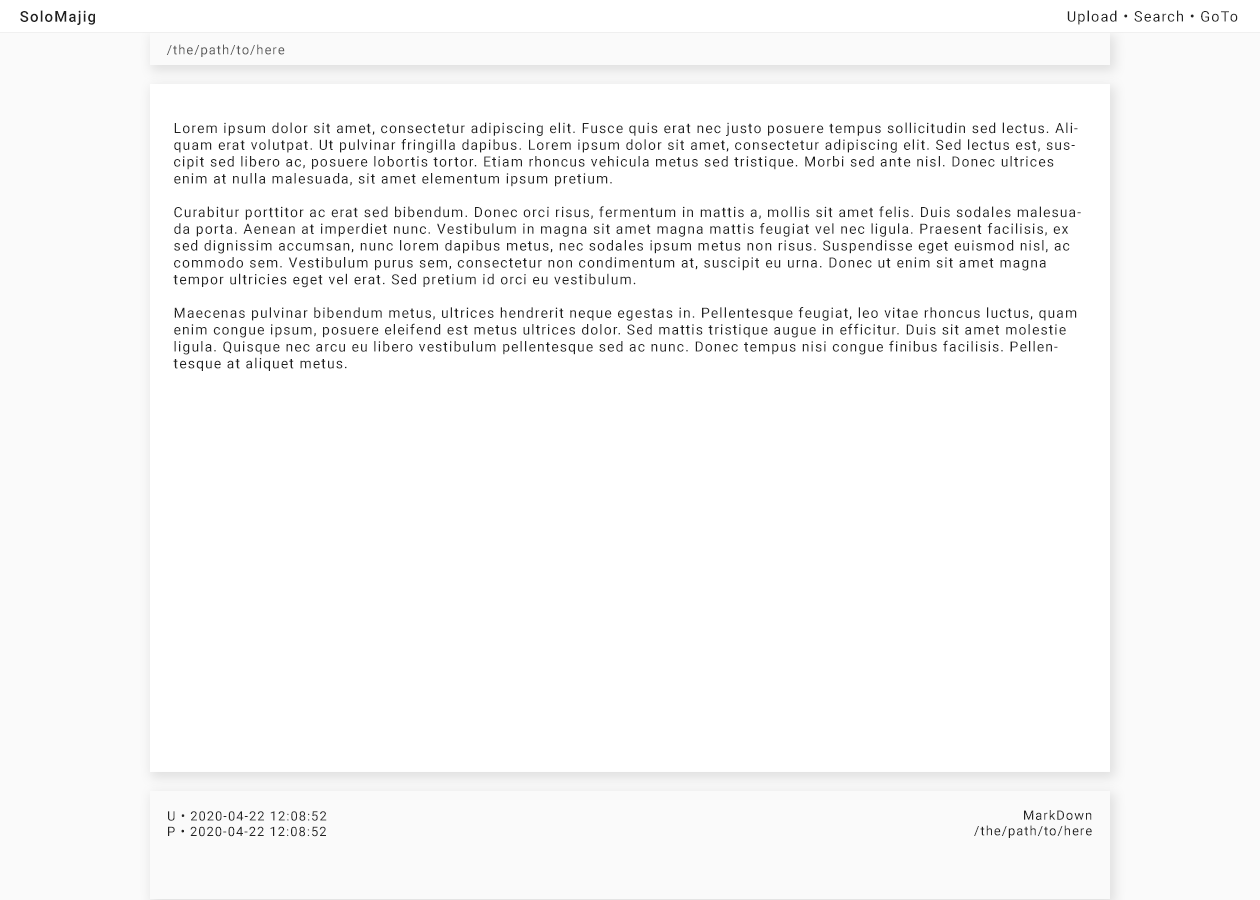 SoloMajig
Upload • Search • GoTo
/the/path/to/here
Lorem ipsum dolor sit amet, consectetur adipiscing elit. Fusce quis erat nec justo posuere tempus sollicitudin sed lectus. Ali-
quam erat volutpat. Ut pulvinar fringilla dapibus. Lorem ipsum dolor sit amet, consectetur adipiscing elit. Sed lectus est, sus-
cipit sed libero ac, posuere lobortis tortor. Etiam rhoncus vehicula metus sed tristique. Morbi sed ante nisl. Donec ultrices
enim at nulla malesuada, sit amet elementum ipsum pretium.
Curabitur porttitor ac erat sed bibendum. Donec orci risus, fermentum in mattis a, mollis sit amet felis. Duis sodales malesua-
da porta. Aenean at imperdiet nunc. Vestibulum in magna sit amet magna mattis feugiat vel nec ligula. Praesent facilisis, ex
sed dignissim accumsan, nunc lorem dapibus metus, nec sodales ipsum metus non risus. Suspendisse eget euismod nisl, ac
commodo sem. Vestibulum purus sem, consectetur non condimentum at, suscipit eu urna. Donec ut enim sit amet magna
tempor ultricies eget vel erat. Sed pretium id orci eu vestibulum.
Maecenas pulvinar bibendum metus, ultrices hendrerit neque egestas in. Pellentesque feugiat, leo vitae rhoncus luctus, quam
enim congue ipsum, posuere eleifend est metus ultrices dolor. Sed mattis tristique augue in efficitur. Duis sit amet molestie
ligula. Quisque nec arcu eu libero vestibulum pellentesque sed ac nunc. Donec tempus nisi congue finibus facilisis. Pellen-
tesque at aliquet metus.
U • 2020-04-22 12:08:52
P • 2020-04-22 12:08:52
MarkDown
/the/path/to/here